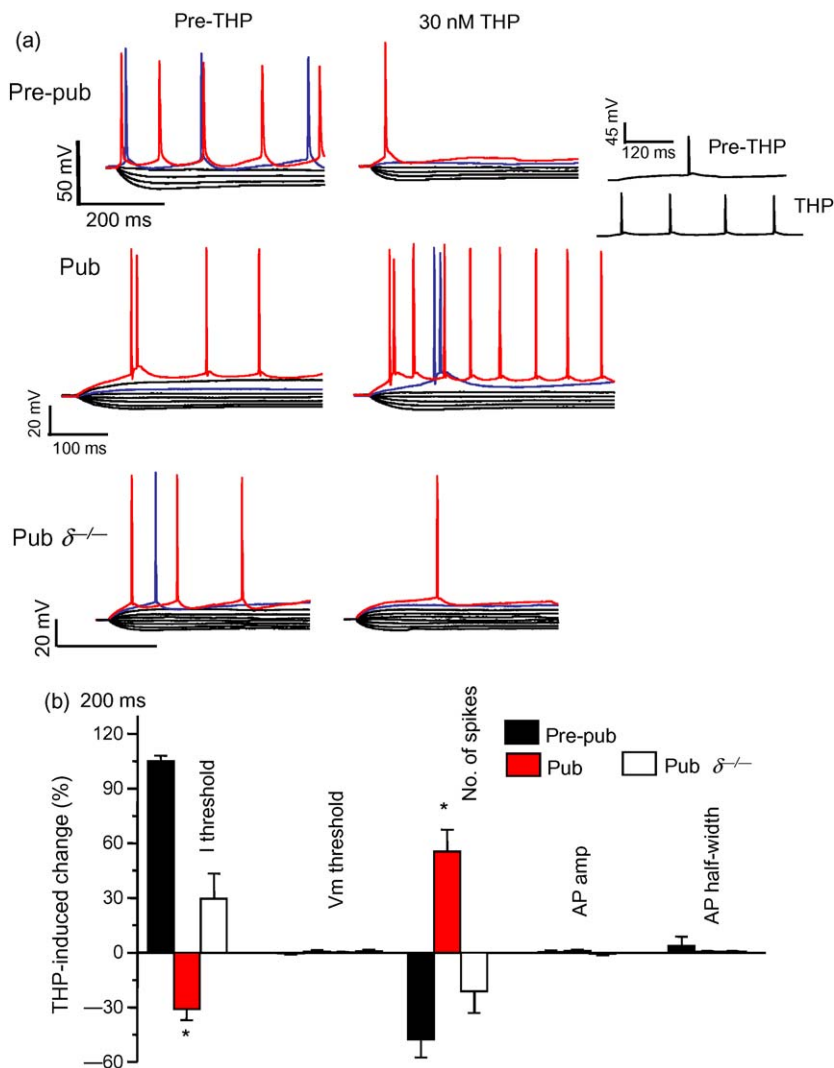 (a)
Pre-THP
30 nM THP
Pre-pub
50 mV
200 ms
45 mV
120 ms
Pre-THP
THP
Pub
20 mV
100 ms
Pub δ−/−
20 mV
200 ms
(b)
THP-induced change (%)
120
90
60
30
0
—30
—60
I threshold
Vm threshold
No. of spikes
AP amp
AP half-width
Pre-pub
Pub
Pub δ−/−
*
*